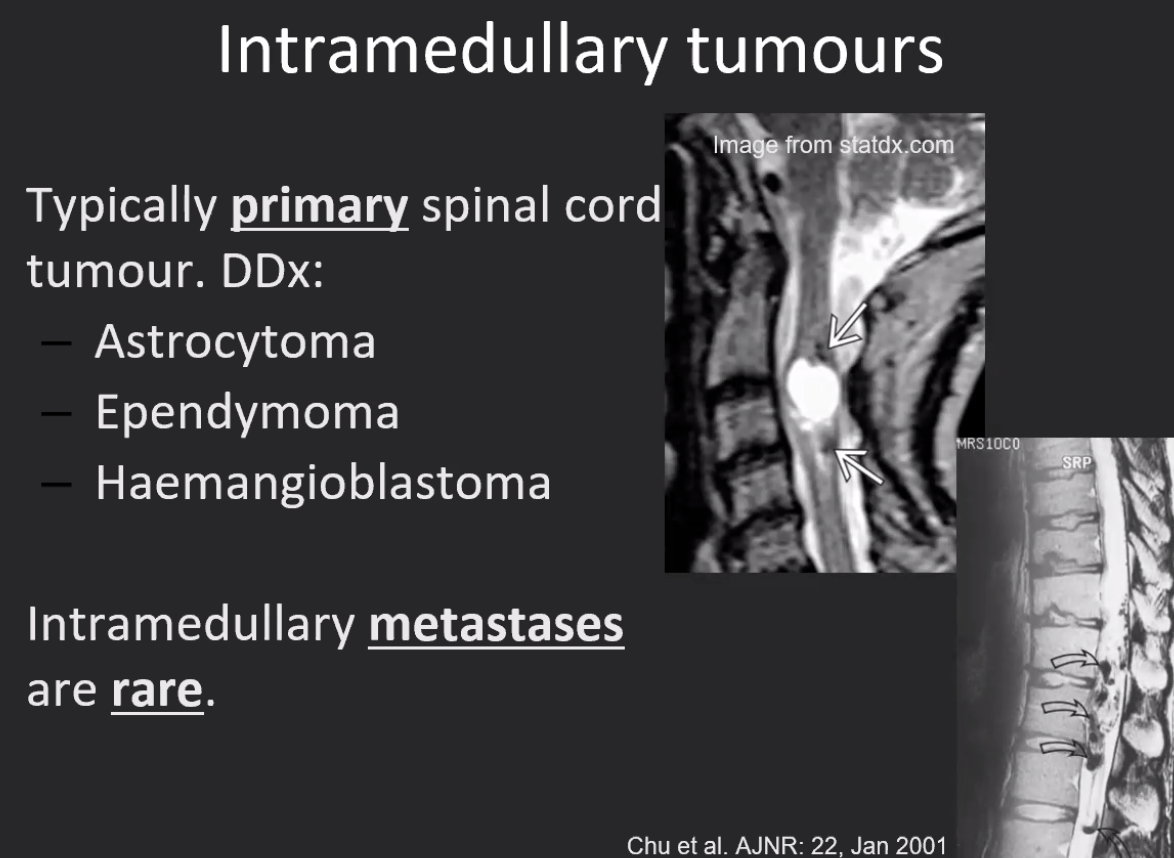 Intramedullary tumours
Image from statdx.com
Typically primary spinal cord
tumour. DDx:
– Astrocytoma
– Ependymoma
– Haemangioblastoma
Intramedullary metastases
are rare.
MRS10C0
SRP
Chu et al. AJNR: 22, Jan 2001